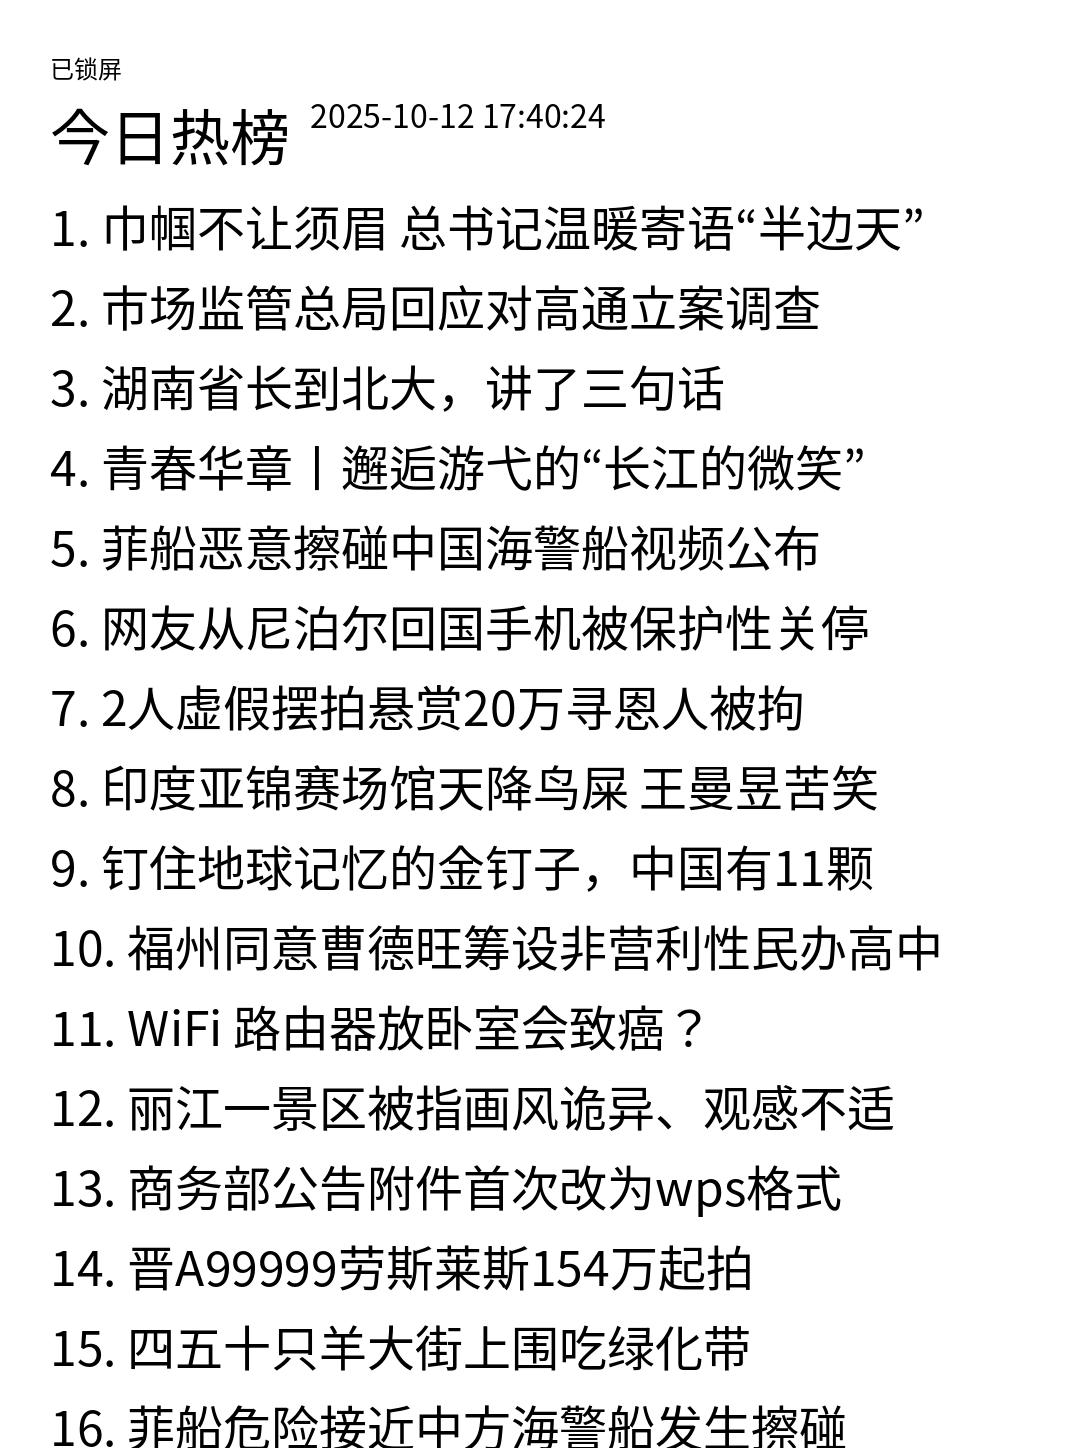 已锁屏
今日热榜 2025-10-12 17:40:24
1. 巾帼不让须眉 总书记温暖寄语“半边天”
2. 市场监管总局回应对高通立案调查
3. 湖南省长到北大，讲了三句话
4. 青春华章丨邂逅游弋的“长江的微笑”
5. 菲船恶意擦碰中国海警船视频公布
6. 网友从尼泊尔回国手机被保护性关停
7. 2人虚假摆拍悬赏20万寻恩人被拘
8. 印度亚锦赛场馆天降鸟屎 王曼昱苦笑
9. 钉住地球记忆的金钉子，中国有11颗
10. 福州同意曹德旺筹设非营利性民办高中
11. WiFi 路由器放卧室会致癌？
12. 丽江一景区被指画风诡异、观感不适
13. 商务部公告附件首次改为wps格式
14. 晋A99999劳斯莱斯154万起拍
15. 四五十只羊大街上围吃绿化带
16. 菲船危险接近中方海警船发生擦碰